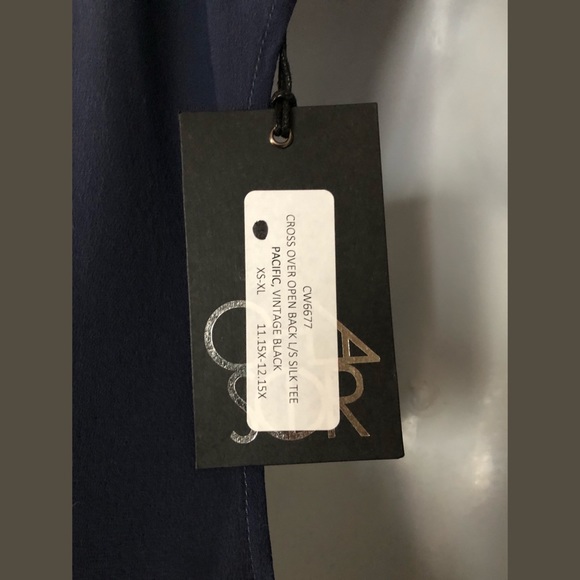 CW6677
CROSS OVER OPEN BACK L/S SILK TEE
PACIFIC, VINTAGE BLACK
XS-XL 11.15X-12.15X